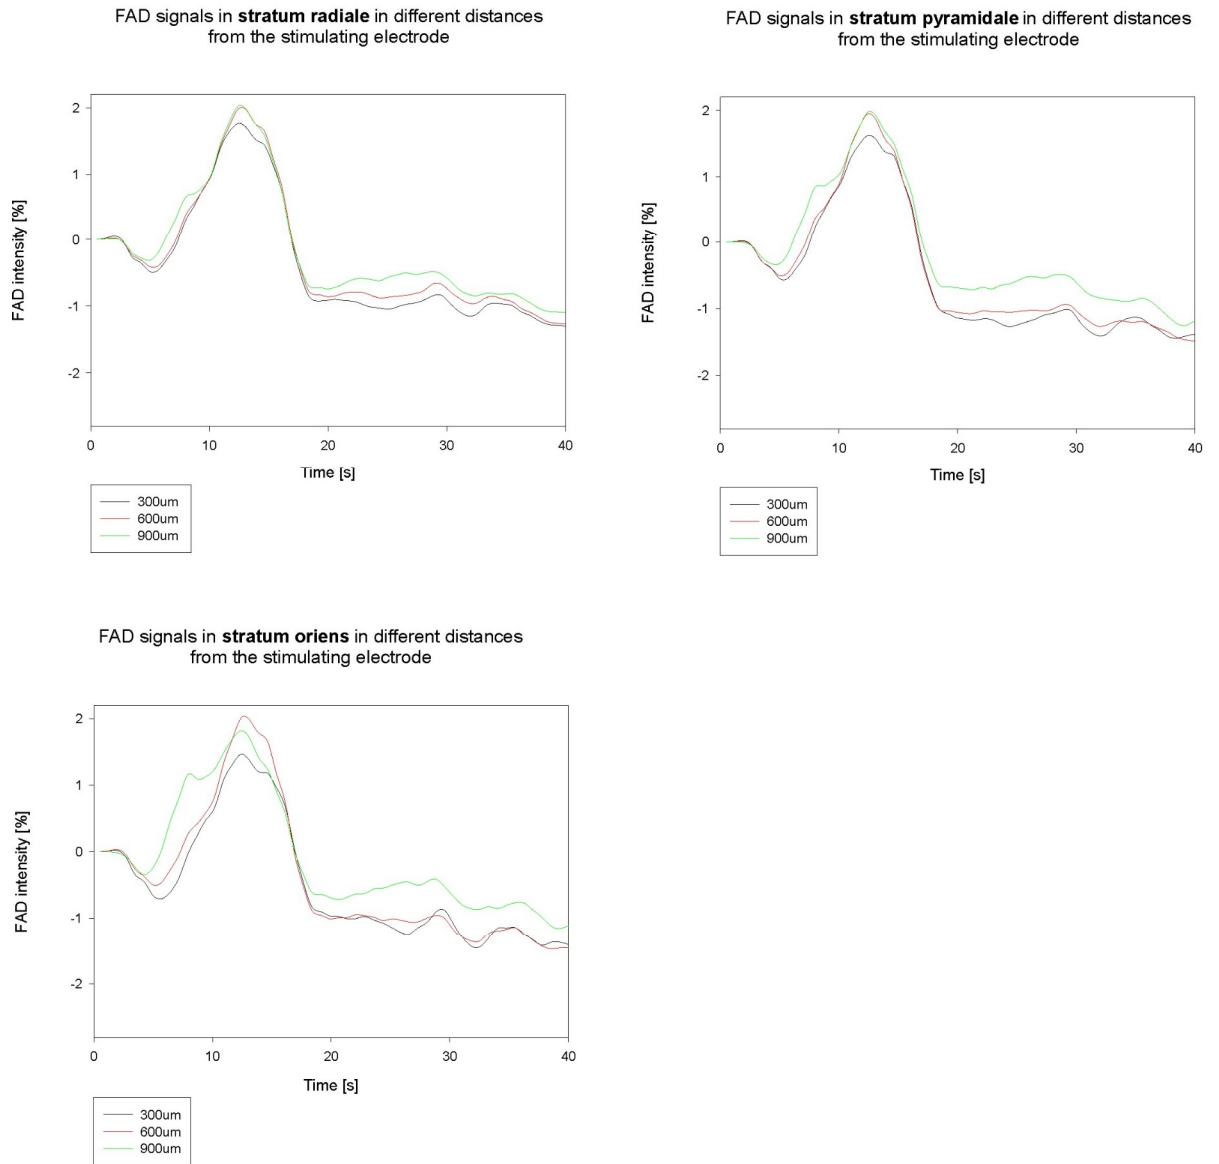 FAD signals in stratum radiale in different distances
from the stimulating electrode
FAD intensity [%]
2
1
0
-1
-2
0 10 20 30 40
Time [s]
300um
600um
900um
FAD signals in stratum pyramidale in different distances
from the stimulating electrode
FAD intensity [%]
2
1
0
-1
-2
0 10 20 30 40
Time [s]
300um
600um
900um
FAD signals in stratum oriens in different distances
from the stimulating electrode
FAD intensity [%]
2
1
0
-1
-2
0 10 20 30 40
Time [s]
300um
600um
900um